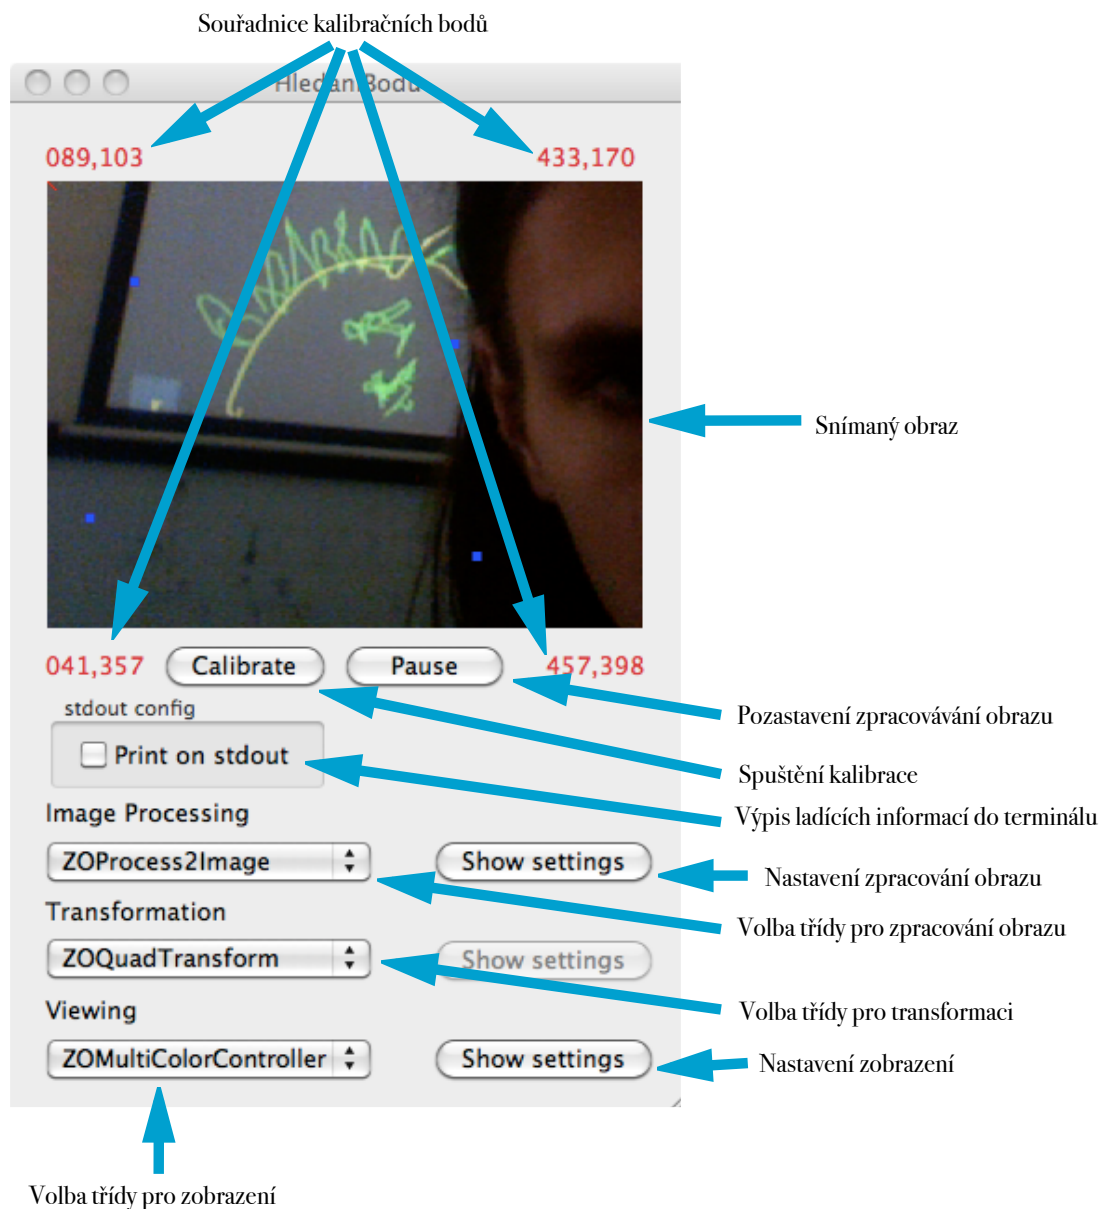 Souřadnice kalibračních bodů
HledaniBodu
089,103
433,170
Snímaný obraz
041,357
Calibrate
Pause
457,398
stdout config
Print on stdout
Pozastavení zpracovávání obrazu
Spuštění kalibrace
Výpis ladících informací do terminálu
Image Processing
ZOProcess2Image
Show settings
Nastavení zpracování obrazu
Volba třídy pro zpracování obrazu
Transformation
ZOQuadTransform
Show settings
Volba třídy pro transformaci
Viewing
ZOMultiColorController
Show settings
Nastavení zobrazení
Volba třídy pro zobrazení